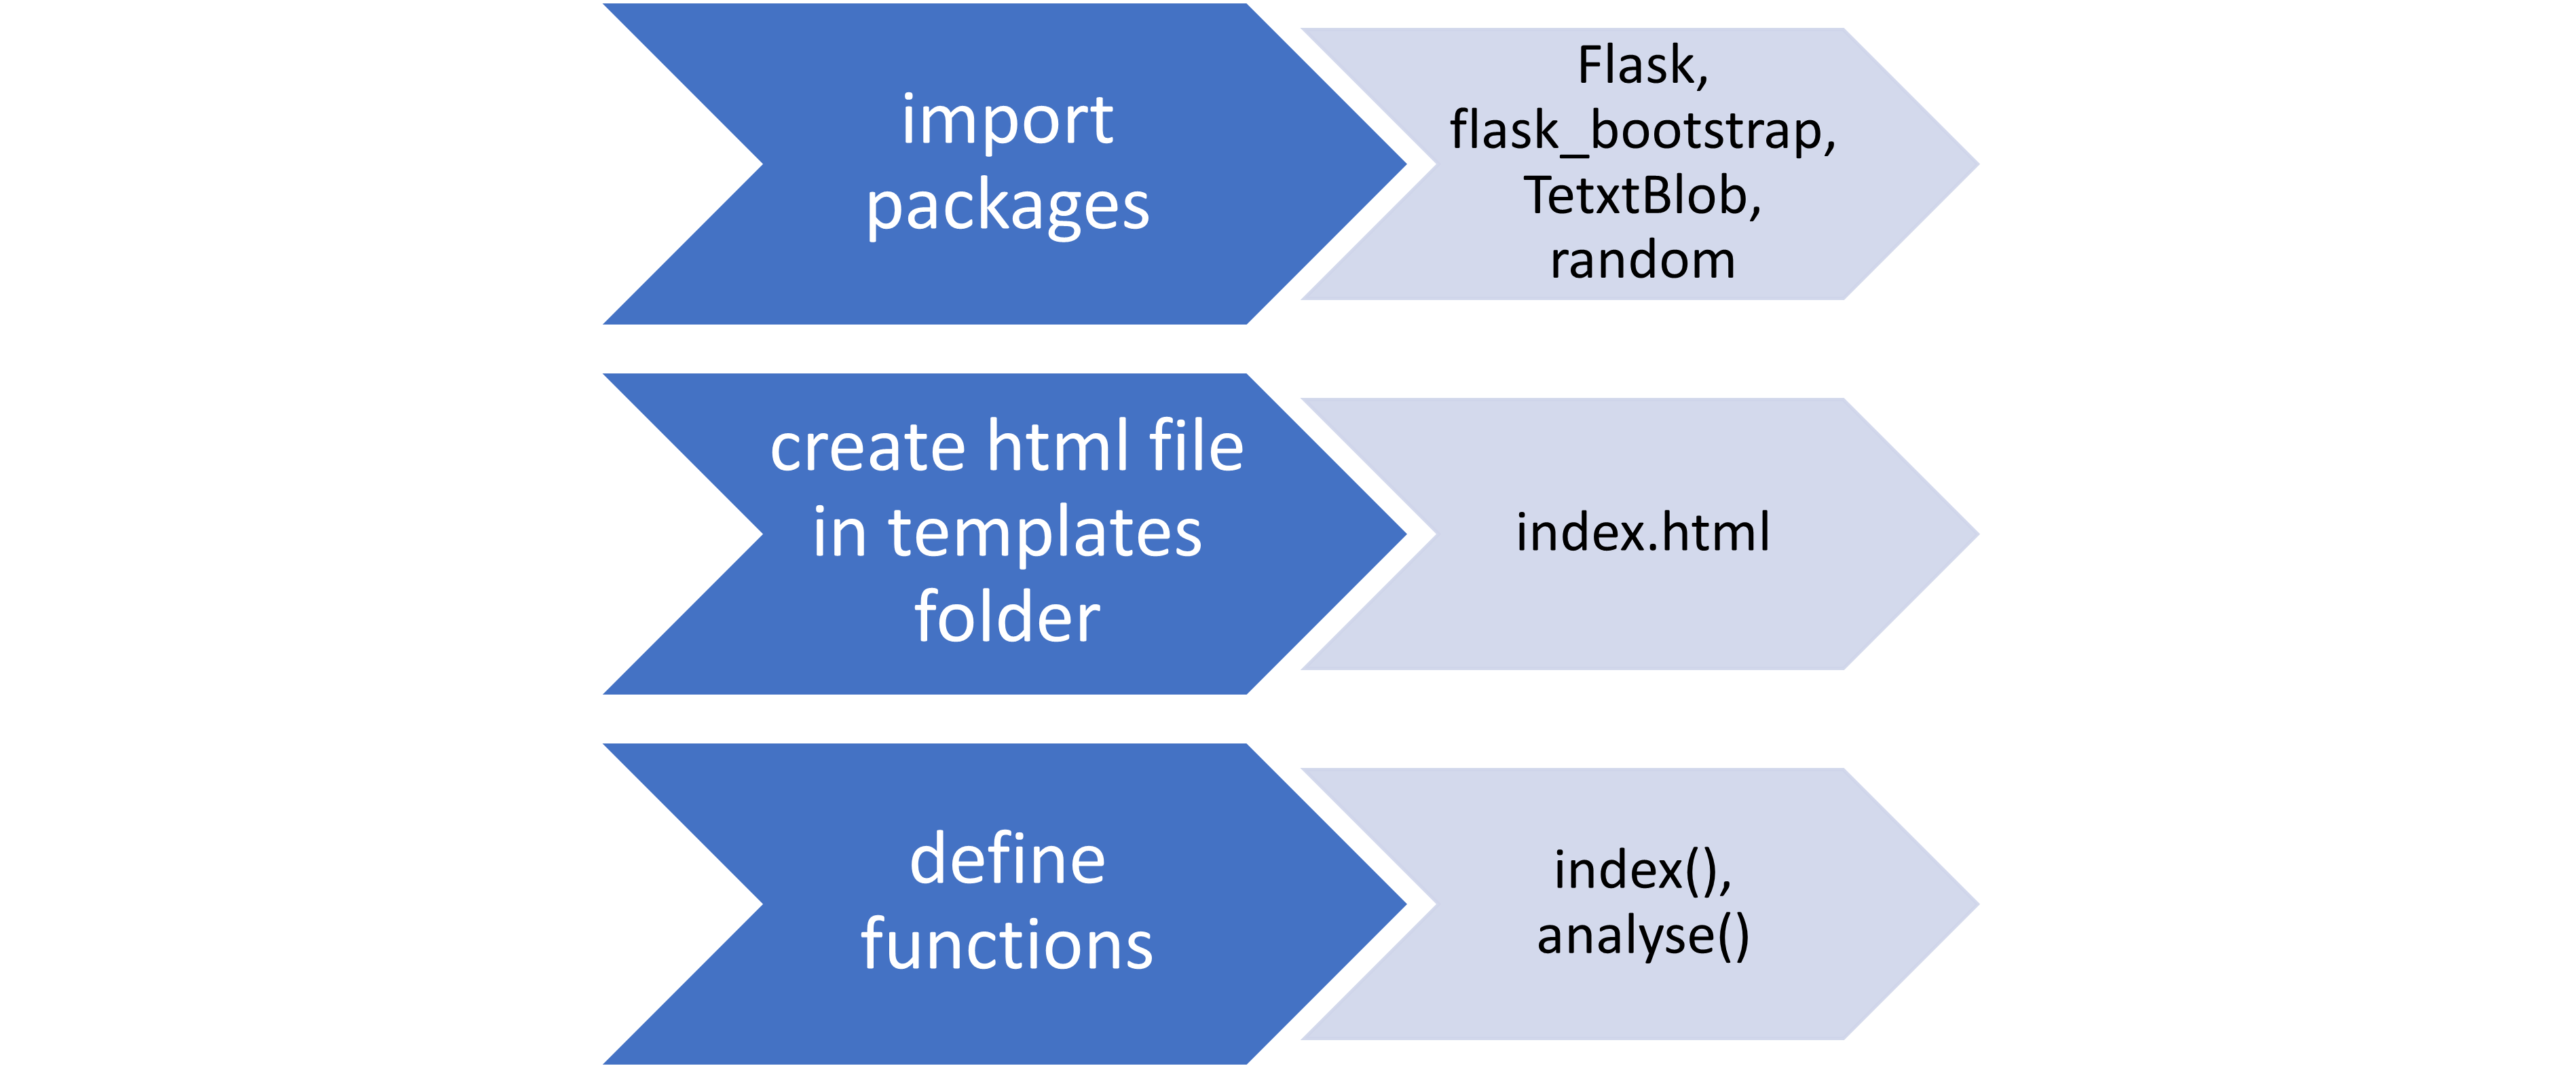 import
packages
Flask,
flask_bootstrap,
TetxtBlob,
random
create html file
in templates
folder
index.html
define
functions
index(),
analyse()